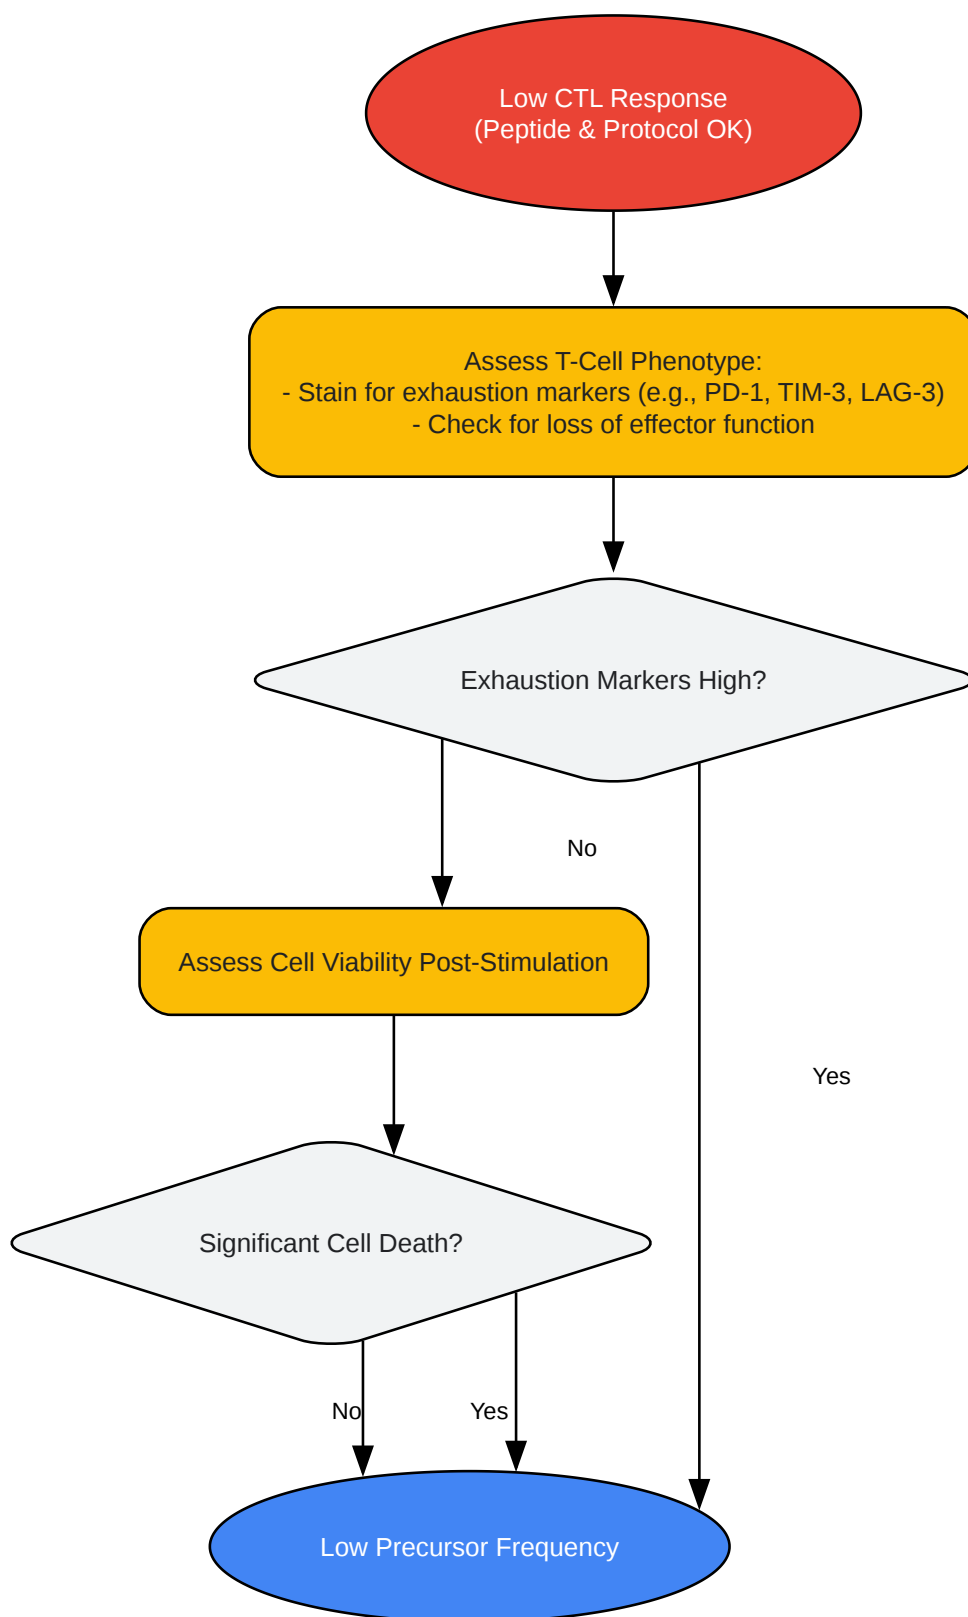 Low CTL Response
(Peptide & Protocol OK)
Assess T-Cell Phenotype:
- Stain for exhaustion markers (e.g., PD-1, TIM-3, LAG-3)
- Check for loss of effector function
Exhaustion Markers High?
No
Assess Cell Viability Post-Stimulation
Yes
Significant Cell Death?
No
Yes
Low Precursor Frequency